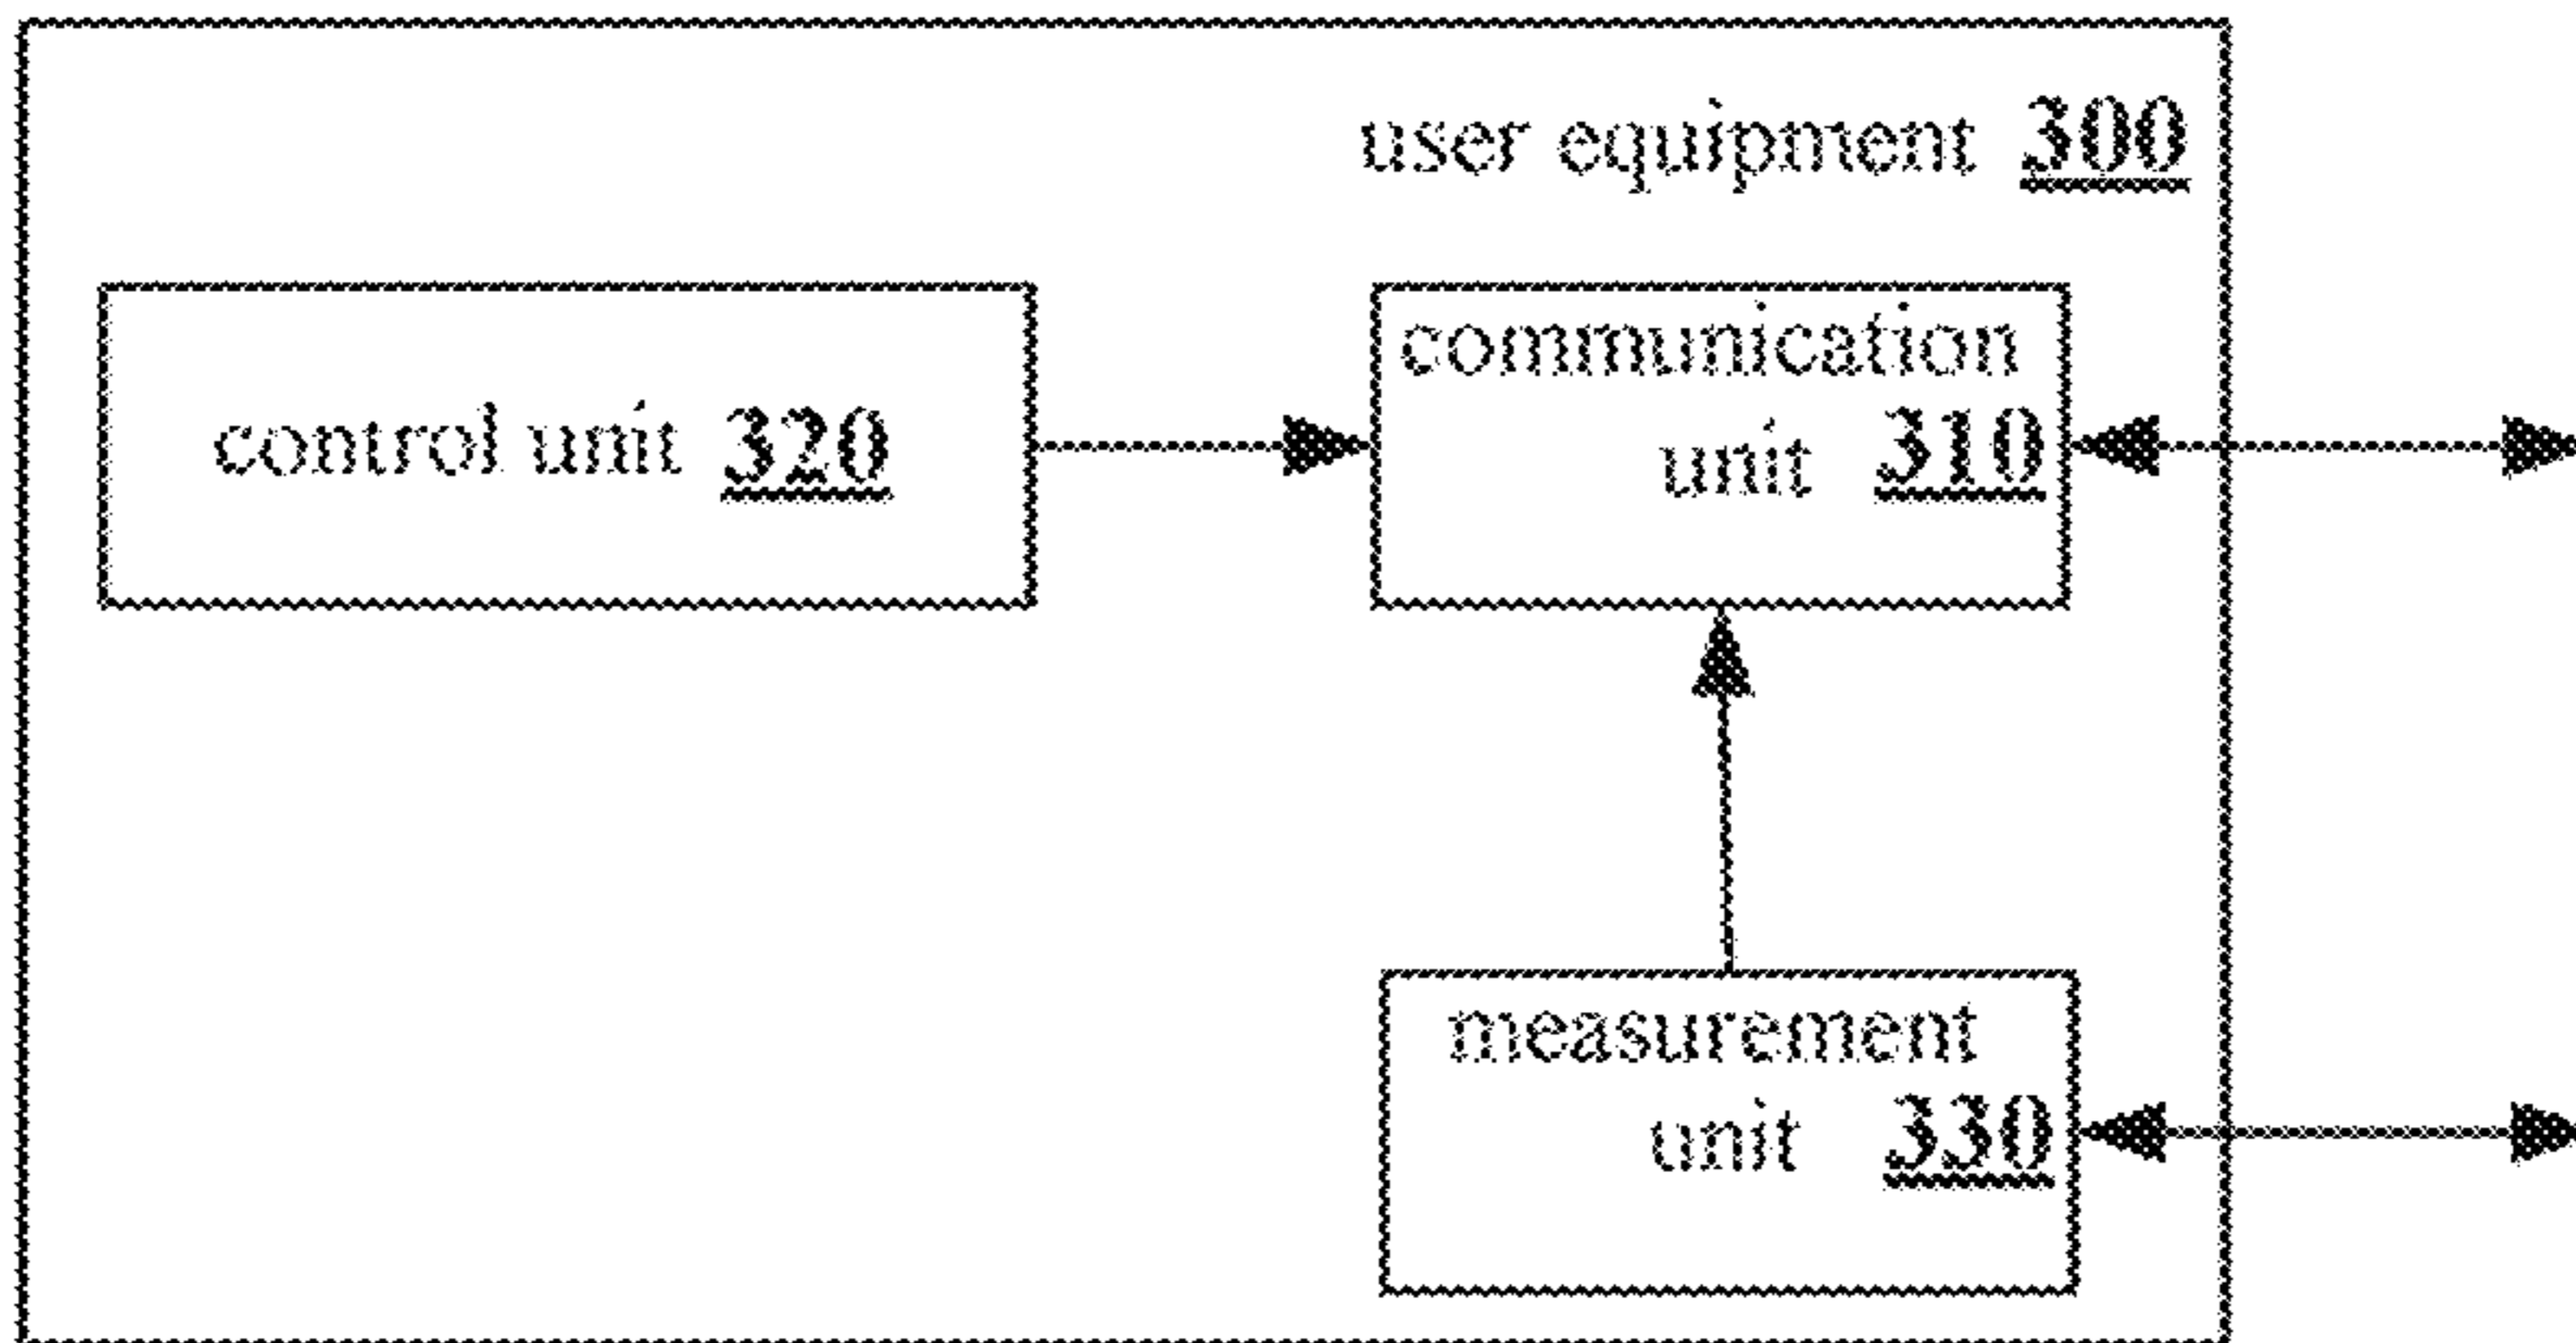 user equipment 300
control unit 320
communication
unit 310
measurement
unit 330